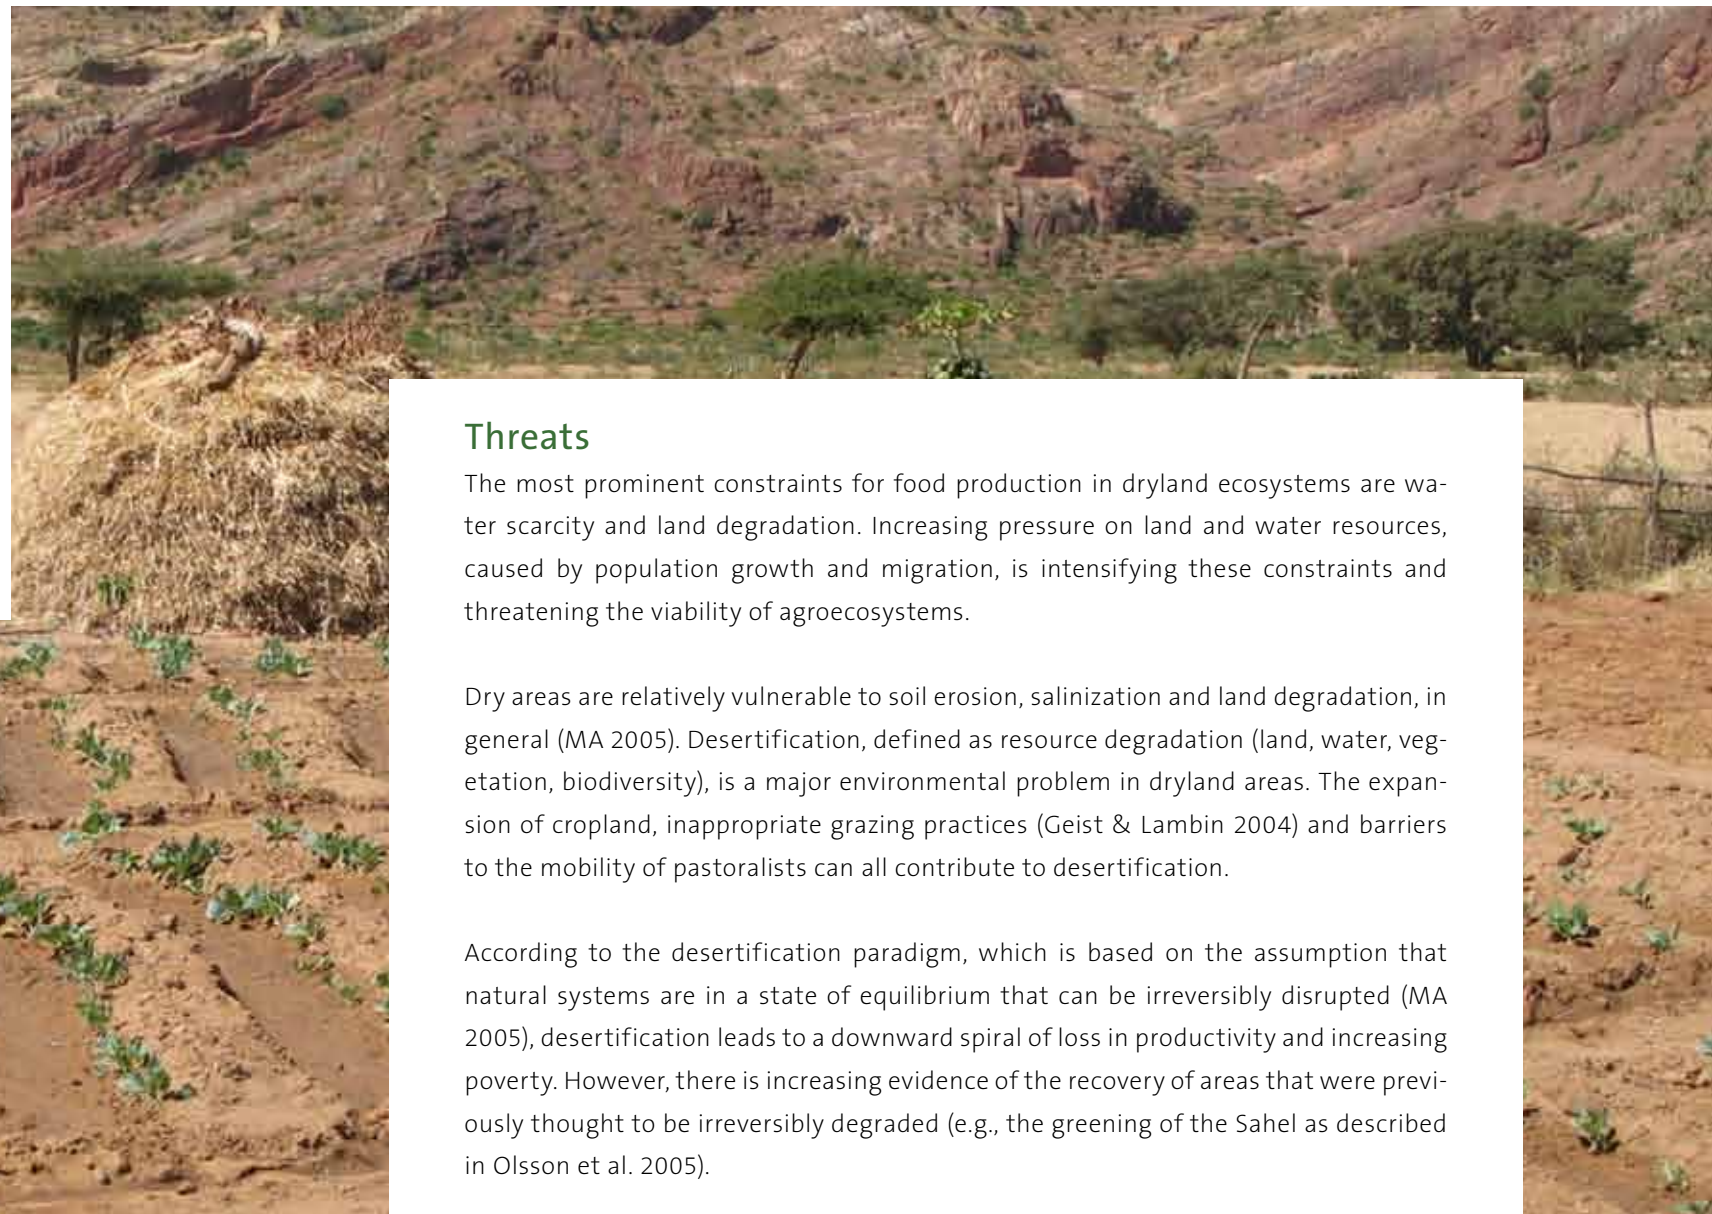 Threats
The most prominent constraints for food production in dryland ecosystems are wa-
ter scarcity and land degradation. Increasing pressure on land and water resources,
caused by population growth and migration, is intensifying these constraints and
threatening the viability of agroecosystems.
Dry areas are relatively vulnerable to soil erosion, salinization and land degradation, in
general (MA 2005). Desertification, defined as resource degradation (land, water, veg-
etation, biodiversity), is a major environmental problem in dryland areas. The expan-
sion of cropland, inappropriate grazing practices (Geist & Lambin 2004) and barriers
to the mobility of pastoralists can all contribute to desertification.
According to the desertification paradigm, which is based on the assumption that
natural systems are in a state of equilibrium that can be irreversibly disrupted (MA
2005), desertification leads to a downward spiral of loss in productivity and increasing
poverty. However, there is increasing evidence of the recovery of areas that were previ-
ously thought to be irreversibly degraded (e.g., the greening of the Sahel as described
in Olsson et al. 2005).